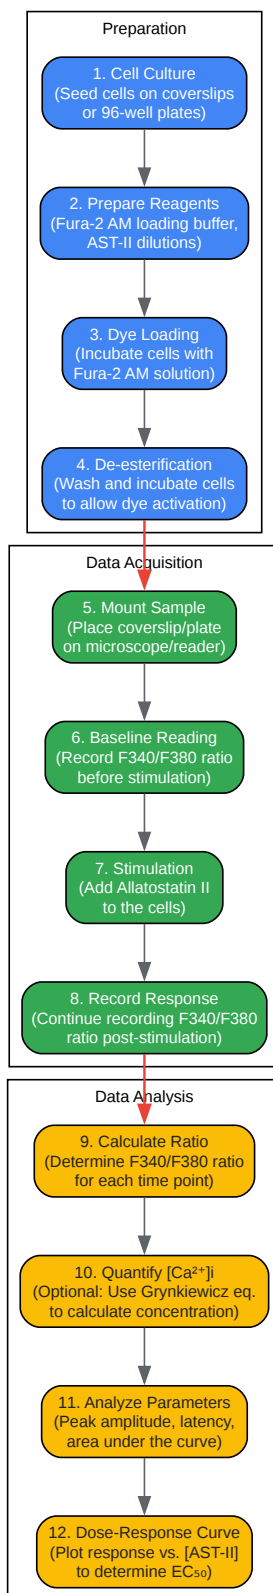 Preparation
1. Cell Culture
(Seed cells on coverslips
or 96-well plates)
2. Prepare Reagents
(Fura-2 AM loading buffer,
AST-II dilutions)
3. Dye Loading
(Incubate cells with
Fura-2 AM solution)
4. De-esterification
(Wash and incubate cells
to allow dye activation)
Data Acquisition
5. Mount Sample
(Place coverslip/plate
on microscope/reader)
6. Baseline Reading
(Record F340/F380 ratio
before stimulation)
7. Stimulation
(Add Allatostatin II
to the cells)
8. Record Response
(Continue recording F340/F380
ratio post-stimulation)
Data Analysis
9. Calculate Ratio
(Determine F340/F380 ratio
for each time point)
10. Quantify [Ca²⁺]i
(Optional: Use Grynkiewicz eq.
to calculate concentration)
11. Analyze Parameters
(Peak amplitude, latency,
area under the curve)
12. Dose-Response Curve
(Plot response vs. [AST-II]
to determine EC₅₀)